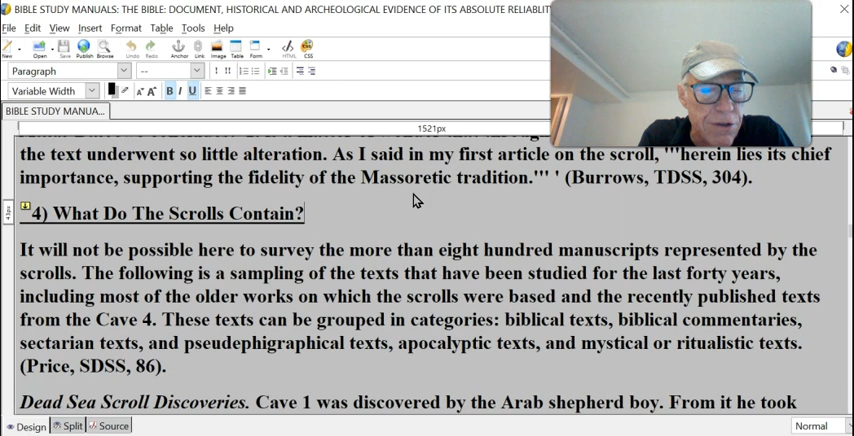 BIBLE STUDY MANUALS: THE BIBLE: DOCUMENT, HISTORICAL AND ARCHEOLOGICAL EVIDENCE OF ITS ABSOLUTE RELIABILIT
File Edit View Insert Format Table Tools Help
New Open Save Publish Browse Undo Redo Anchor Link Image Table Form HTML CSS
Paragraph --
Variable Width A A B I U
BIBLE STUDY MANUA...
1521px
the text underwent so little alteration. As I said in my first article on the scroll, '"herein lies its chief
importance, supporting the fidelity of the Massoretic tradition."' ' (Burrows, TDSS, 304).
4) What Do The Scrolls Contain?
It will not be possible here to survey the more than eight hundred manuscripts represented by the
scrolls. The following is a sampling of the texts that have been studied for the last forty years,
including most of the older works on which the scrolls were based and the recently published texts
from the Cave 4. These texts can be grouped in categories: biblical texts, biblical commentaries,
sectarian texts, and pseudephigraphical texts, apocalyptic texts, and mystical or ritualistic texts.
(Price, SDSS, 86).
Dead Sea Scroll Discoveries. Cave 1 was discovered by the Arab shepherd boy. From it he took
Design Split Source Normal